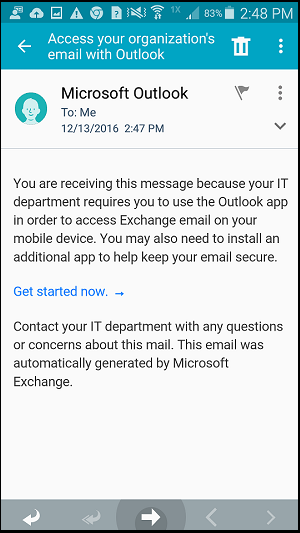 1X 83% 2:48 PM
Access your organization's
email with Outlook
Microsoft Outlook
To: Me
12/13/2016 2:47 PM
You are receiving this message because your IT
department requires you to use the Outlook app
in order to access Exchange email on your
mobile device. You may also need to install an
additional app to help keep your email secure.
Get started now. →
Contact your IT department with any questions
or concerns about this mail. This email was
automatically generated by Microsoft
Exchange.